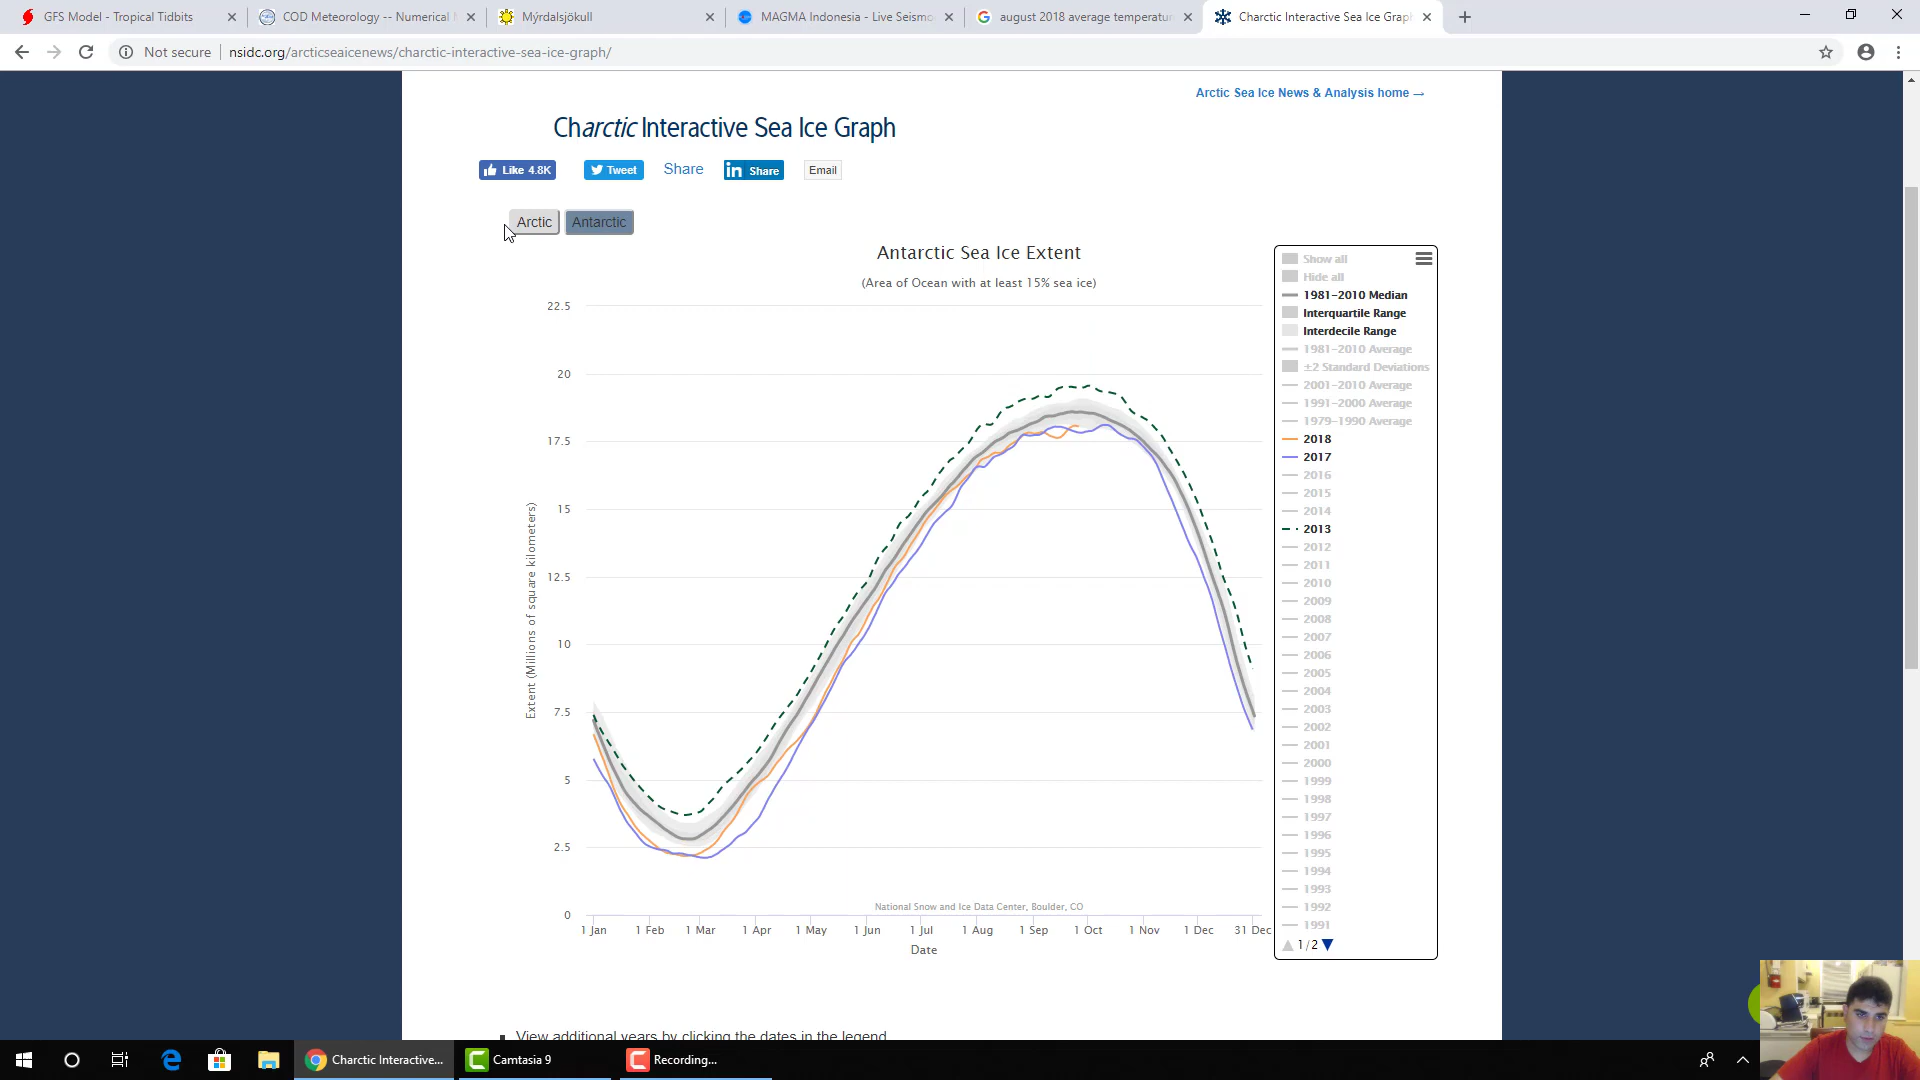 GFS Model - Tropical Tidbits
COD Meteorology -- Numerical
Mýrdalsjökull
MAGMA Indonesia - Live Seismo
august 2018 average temperatu
Charctic Interactive Sea Ice Grap
Not secure
nsidc.org/arcticseaicenews/charctic-interactive-sea-ice-graph/
Arctic Sea Ice News & Analysis home →
Charctic Interactive Sea Ice Graph
Like 4.8K
Tweet
Share
in Share
Email
Arctic
Antarctic
Antarctic Sea Ice Extent
(Area of Ocean with at least 15% sea ice)
Extent (Millions of square kilometers)
22.5
20
17.5
15
12.5
10
7.5
5
2.5
0
1 Jan
1 Feb
1 Mar
1 Apr
1 May
1 Jun
1 Jul
1 Aug
1 Sep
1 Oct
1 Nov
1 Dec
31 Dec
Date
National Snow and Ice Data Center, Boulder, CO
Show all
Hide all
1981-2010 Median
Interquartile Range
Interdecile Range
1981-2010 Average
±2 Standard Deviations
2001-2010 Average
1991-2000 Average
1979-1990 Average
2018
2017
2016
2015
2014
2013
2012
2011
2010
2009
2008
2007
2006
2005
2004
2003
2002
2001
2000
1999
1998
1997
1996
1995
1994
1993
1992
1991
1/2
View additional years by clicking the dates in the legend.
Charctic Interactive...
Camtasia 9
Recording...